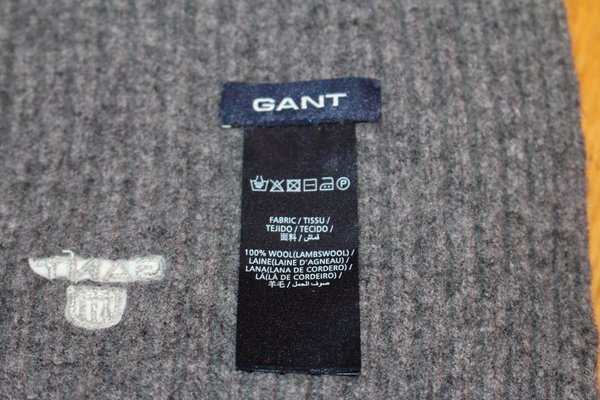 GANT
FABRIC / TISSU /
TEJIDO / TECIDO /
面料 / قماش
100% WOOL(LAMBSWOOL) /
LAINE(LAINE D'AGNEAU) /
LANA(LANA DE CORDERO) /
LÃ(LÃ DE CORDEIRO) /
羊毛 / صوف الحمل